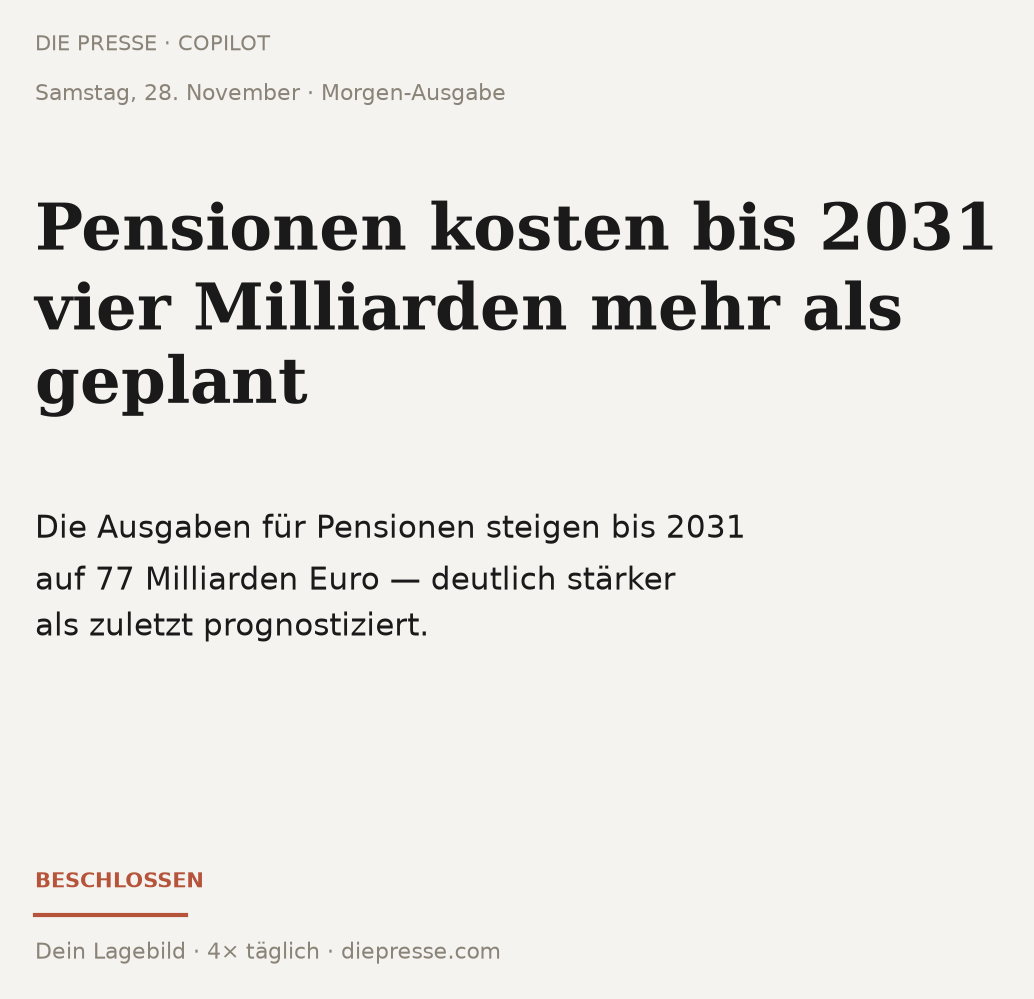 DIE PRESSE · COPILOT
Samstag, 28. November · Morgen-Ausgabe
Pensionen kosten bis 2031
vier Milliarden mehr als
geplant
Die Ausgaben für Pensionen steigen bis 2031
auf 77 Milliarden Euro — deutlich stärker
als zuletzt prognostiziert.
BESCHLOSSEN
Dein Lagebild · 4× täglich · diepresse.com